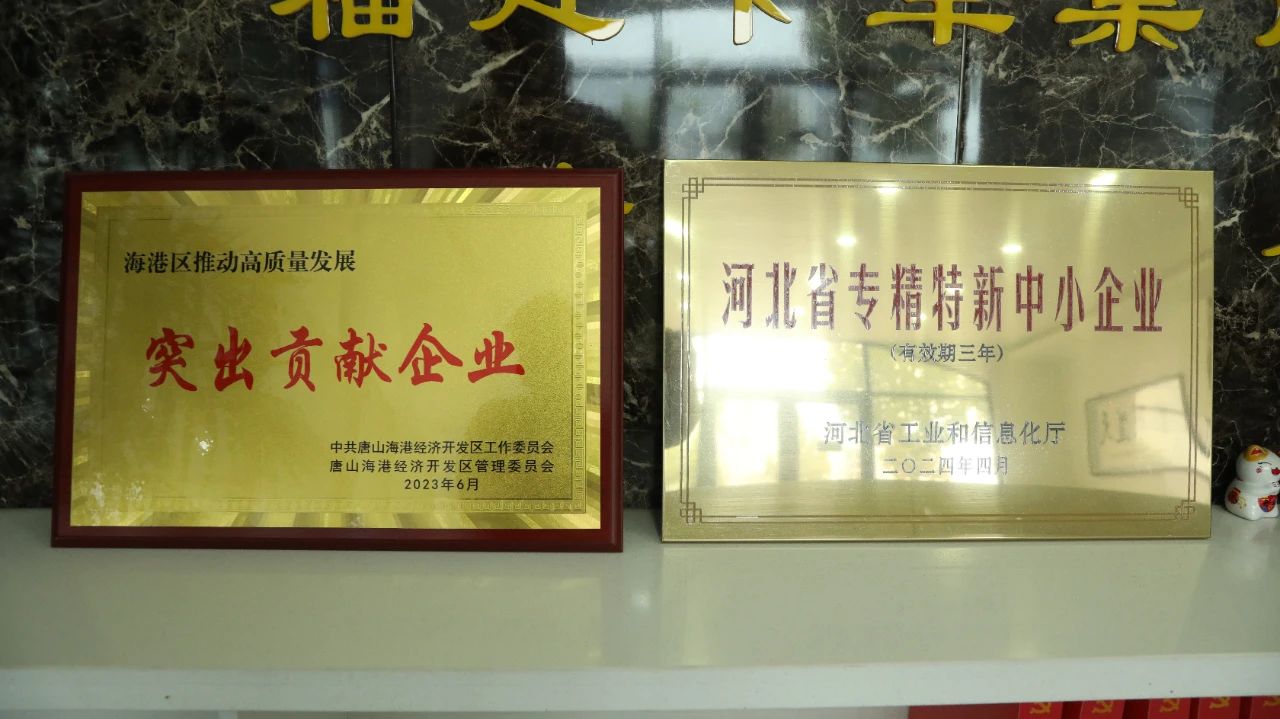 海港区推动高质量发展
突出贡献企业
中共唐山海港经济开发区工作委员会
唐山海港经济开发区管理委员会
2023年6月
河北省专精特新中小企业
（有效期三年）
河北省工业和信息化厅
二〇二四年四月